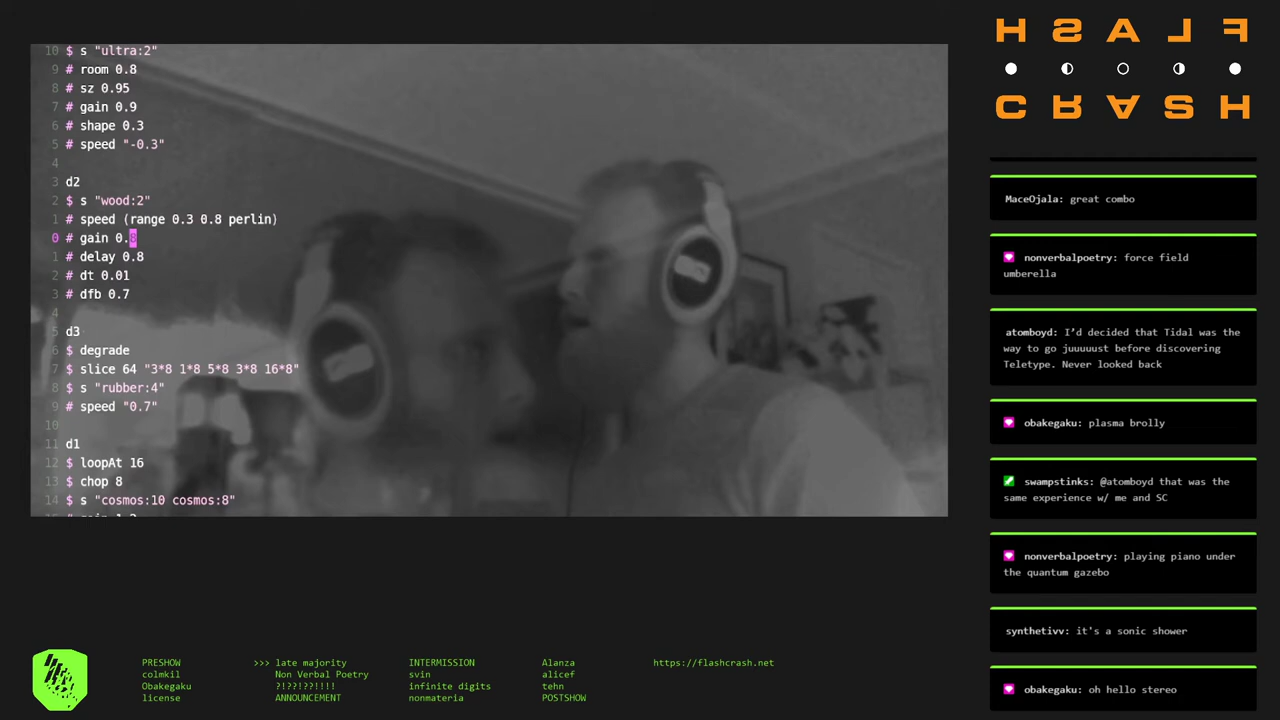 10 $ s "ultra:2"
9 # room 0.8
8 # sz 0.95
7 # gain 0.9
6 # shape 0.3
5 # speed "-0.3"
4
3 d2
2 $ s "wood:2"
1 # speed (range 0.3 0.8 perlin)
0 # gain 0.8
1 # delay 0.8
2 # dt 0.01
3 # dfb 0.7
4
5 d3
6 $ degrade
7 $ slice 64 "3*8 1*8 5*8 3*8 16*8"
8 $ s "rubber:4"
9 # speed "0.7"
10
11 d1
12 $ loopAt 16
13 $ chop 8
14 $ s "cosmos:10 cosmos:8"
FLASH
CRASH
MaceOjala: great combo
nonverbalpoetry: force field
umberella
atomboyd: I'd decided that Tidal was the
way to go juuuuust before discovering
Teletype. Never looked back
obakegaku: plasma brolly
swampstinks: @atomboyd that was the
same experience w/ me and SC
nonverbalpoetry: playing piano under
the quantum gazebo
synthetivv: it's a sonic shower
obakegaku: oh hello stereo
PRESHOW
colmkil
Obakegaku
license
>>> late majority
Non Verbal Poetry
?!??!??!!!!
ANNOUNCEMENT
INTERMISSION
svin
infinite digits
nonmateria
Alanza
alicef
tehn
POSTSHOW
https://flashcrash.net